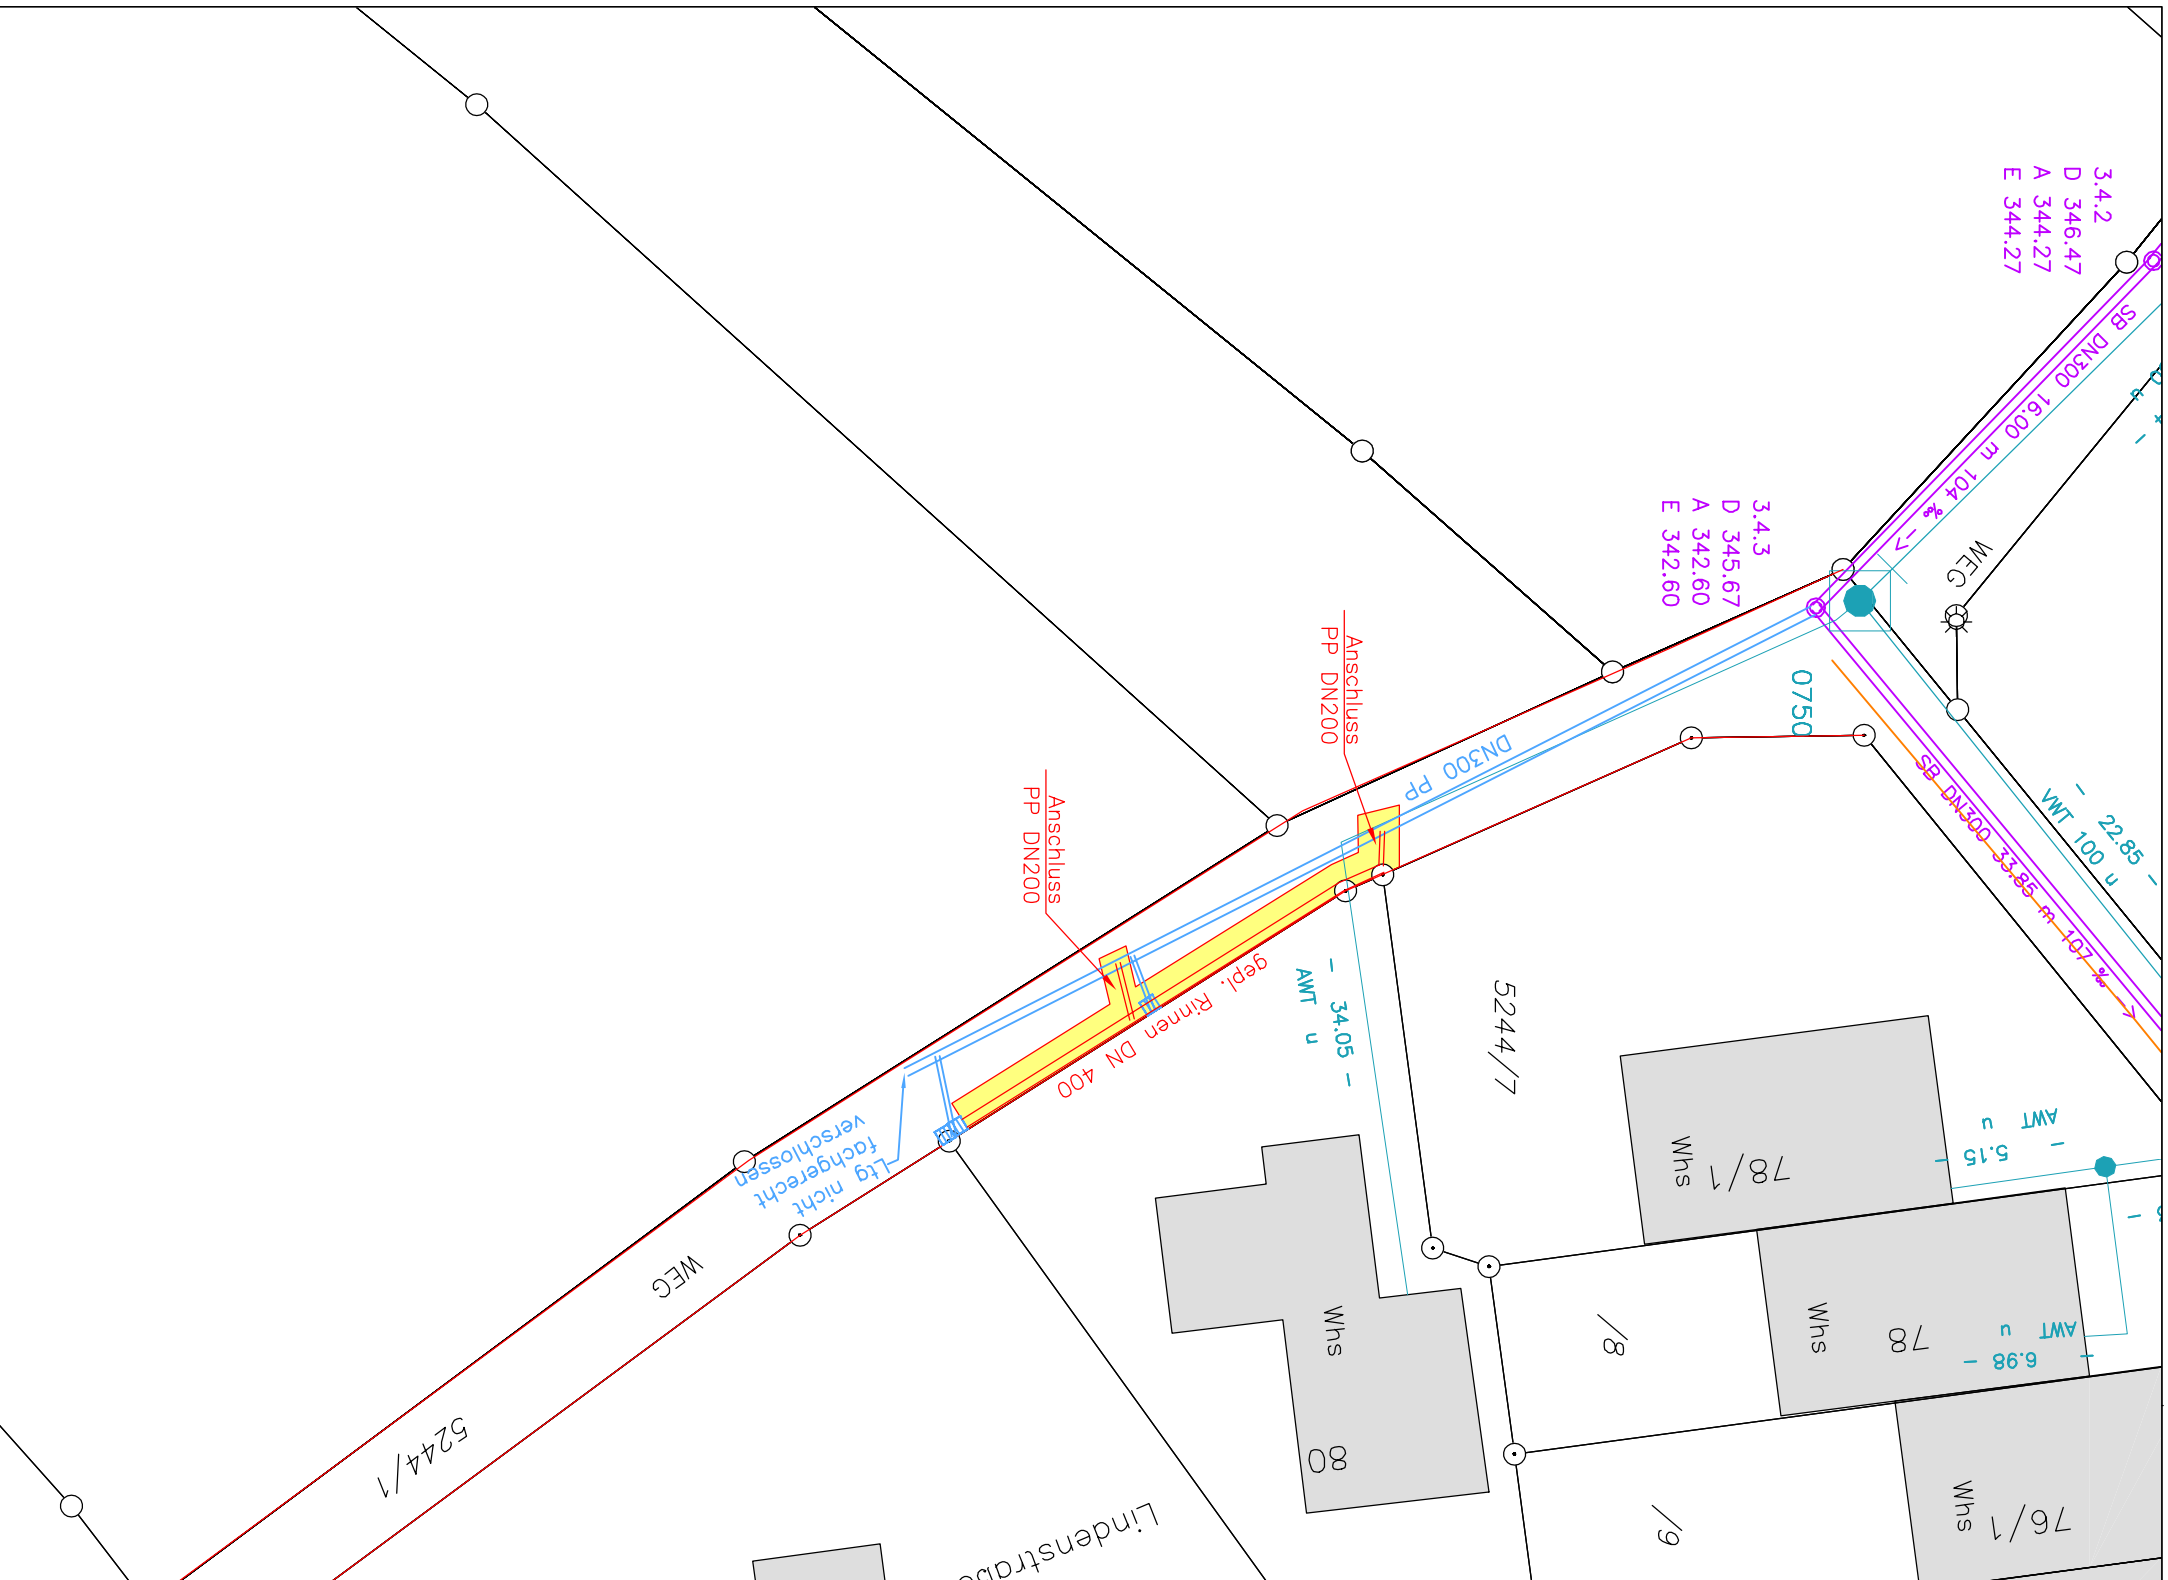 3.4.2
D 346.47
A 344.27
E 344.27
SB DN300 16.00 m 104 ‰ ->
WEG
3.4.3
D 345.67
A 342.60
E 342.60
0750
Anschluss
PP DN200
DN300 PP
Anschluss
PP DN200
SB DN300 33.85 m 107 ‰ ->
- 22.85 -
VWT 100 u
gepl. Rinnen DN 400
- 34.05 -
AWT u
5244/7
Ltg nicht
fachgerecht
verschlossen
WEG
5244/1
Whs
78/1
AWT u
- 5.15 -
Whs
80
/8
Whs
78
AWT u
- 6.98 -
/9
Whs
76/1